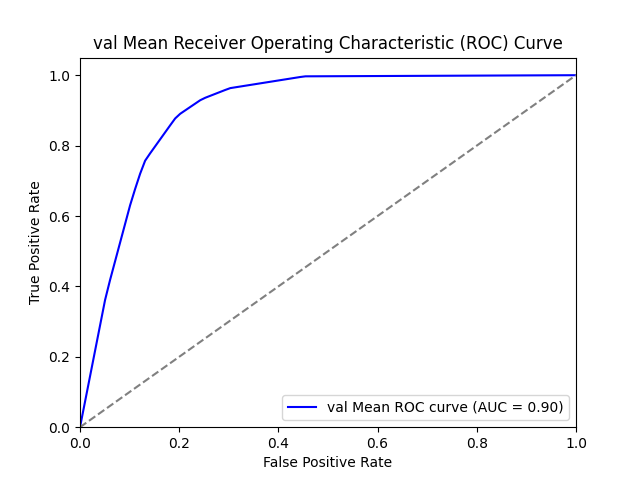 val Mean Receiver Operating Characteristic (ROC) Curve
1.0
0.8
0.6
0.4
0.2
0.0
True Positive Rate
val Mean ROC curve (AUC = 0.90)
0.0 0.2 0.4 0.6 0.8 1.0
False Positive Rate